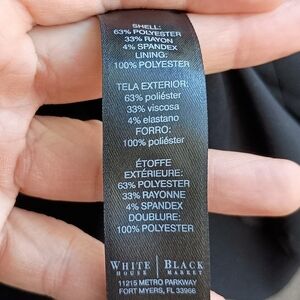 SHELL:
63% POLYESTER
33% RAYON
4% SPANDEX
LINING:
100% POLYESTER
TELA EXTERIOR:
63% poliéster
33% viscosa
4% elastano
FORRO:
100% poliéster
ÉTOFFE
EXTÉRIEURE:
63% POLYESTER
33% RAYONNE
4% SPANDEX
DOUBLURE:
100% POLYESTER
WHITE | BLACK
HOUSE | MARKET
11215 METRO PARKWAY
FORT MYERS, FL 33966